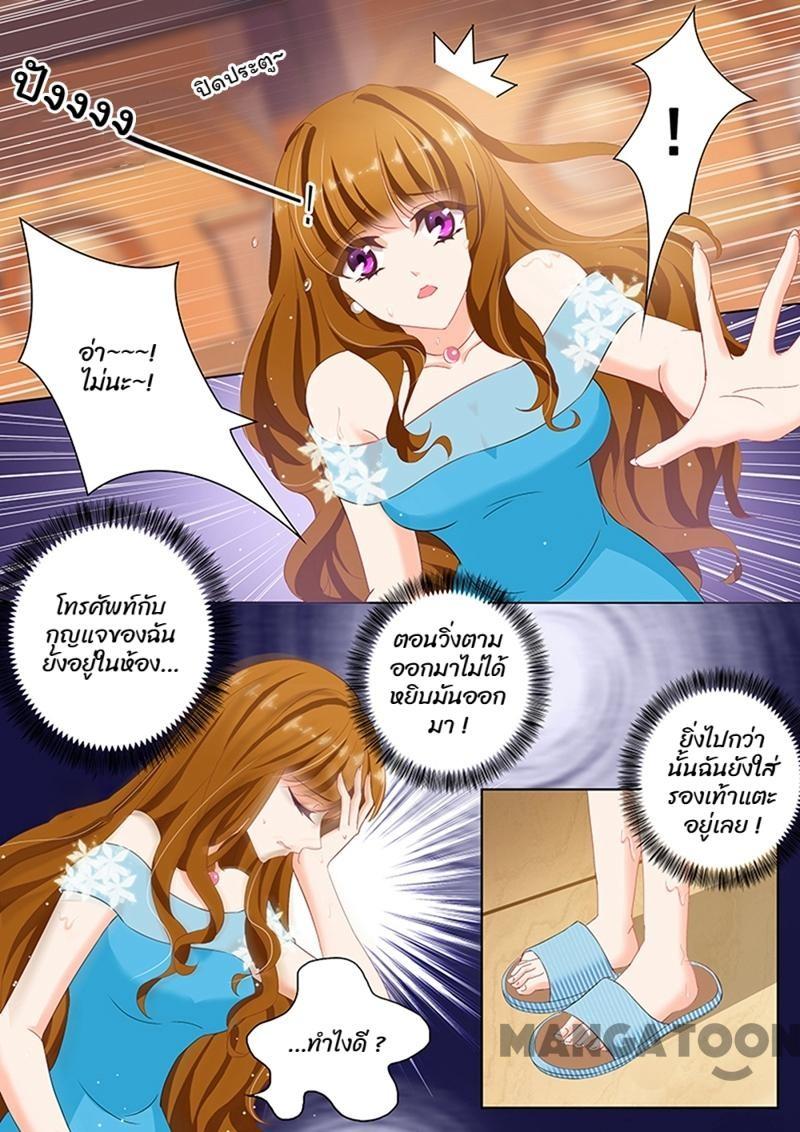 ปังงงง
ปิดประตู~
!
!
อ่า~~~!
ไม่นะ~!
โทรศัพท์กับ
กุญแจของฉัน
ยังอยู่ในห้อง...
ตอนวิ่งตาม
ออกมาไม่ได้
หยิบมันออก
มา !
ยิ่งไปกว่า
นั้นฉันยังใส่
รองเท้าแตะ
อยู่เลย !
...ทำไงดี ?
MANGATOON